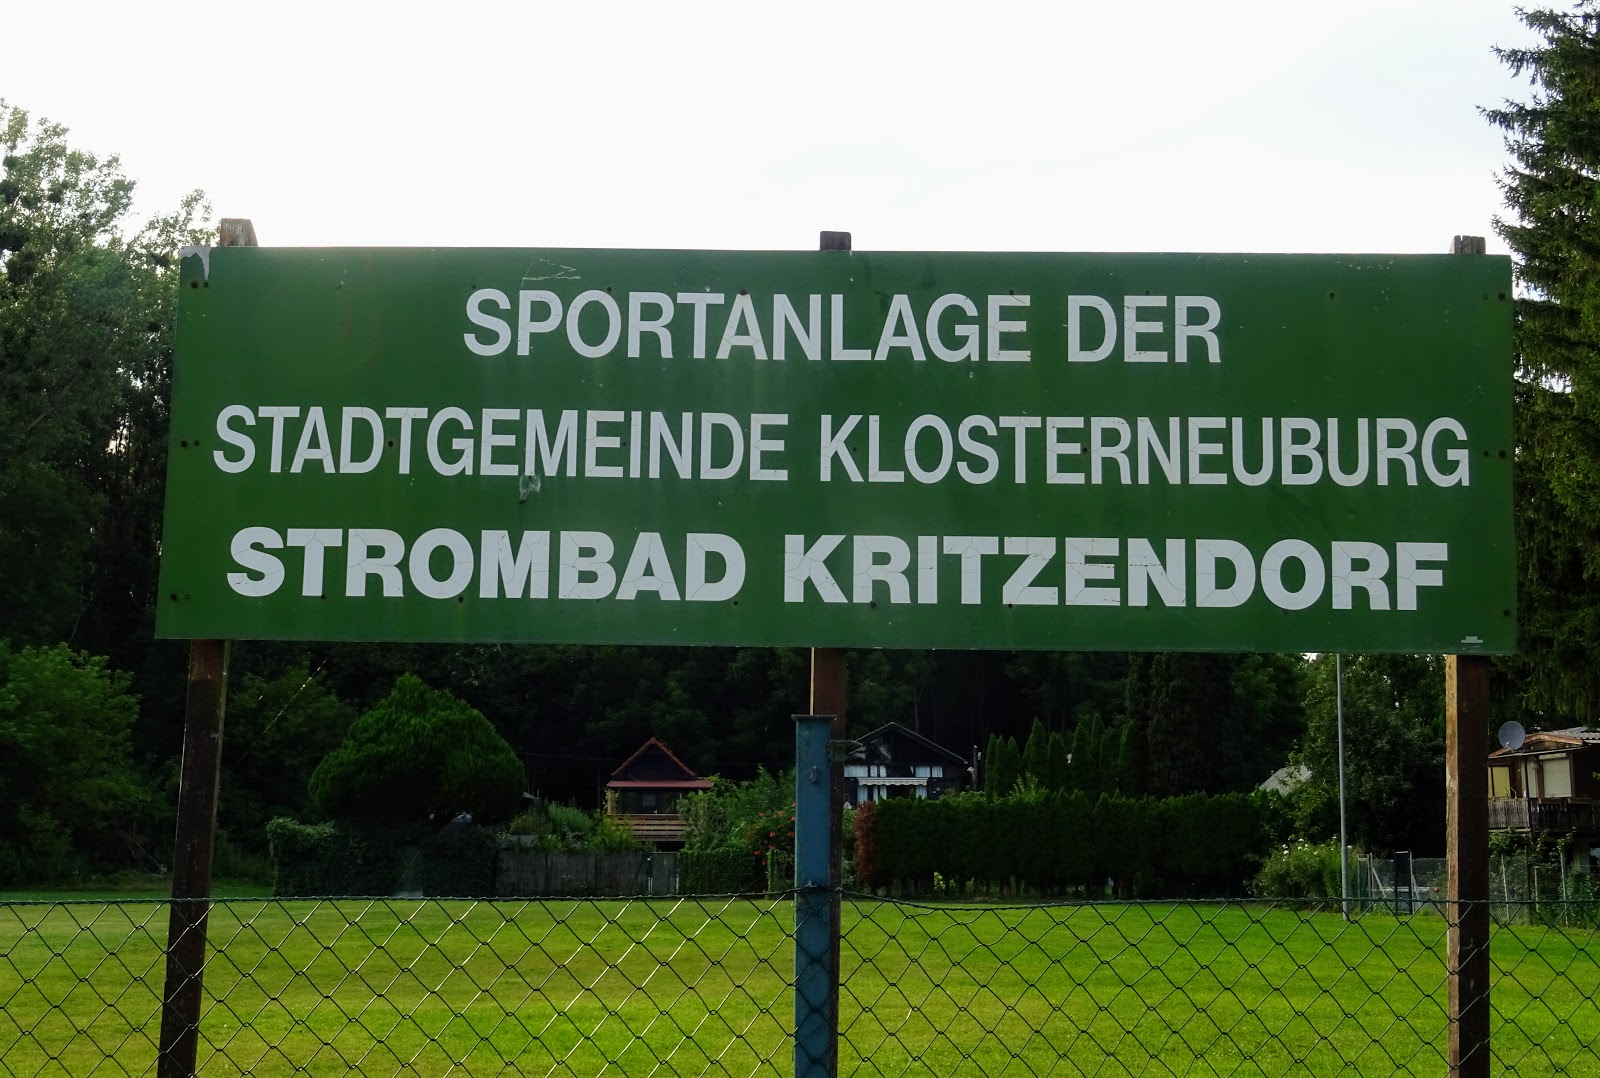 SPORTANLAGE DER
STADTGEMEINDE KLOSTERNEUBURG
STROMBAD KRITZENDORF